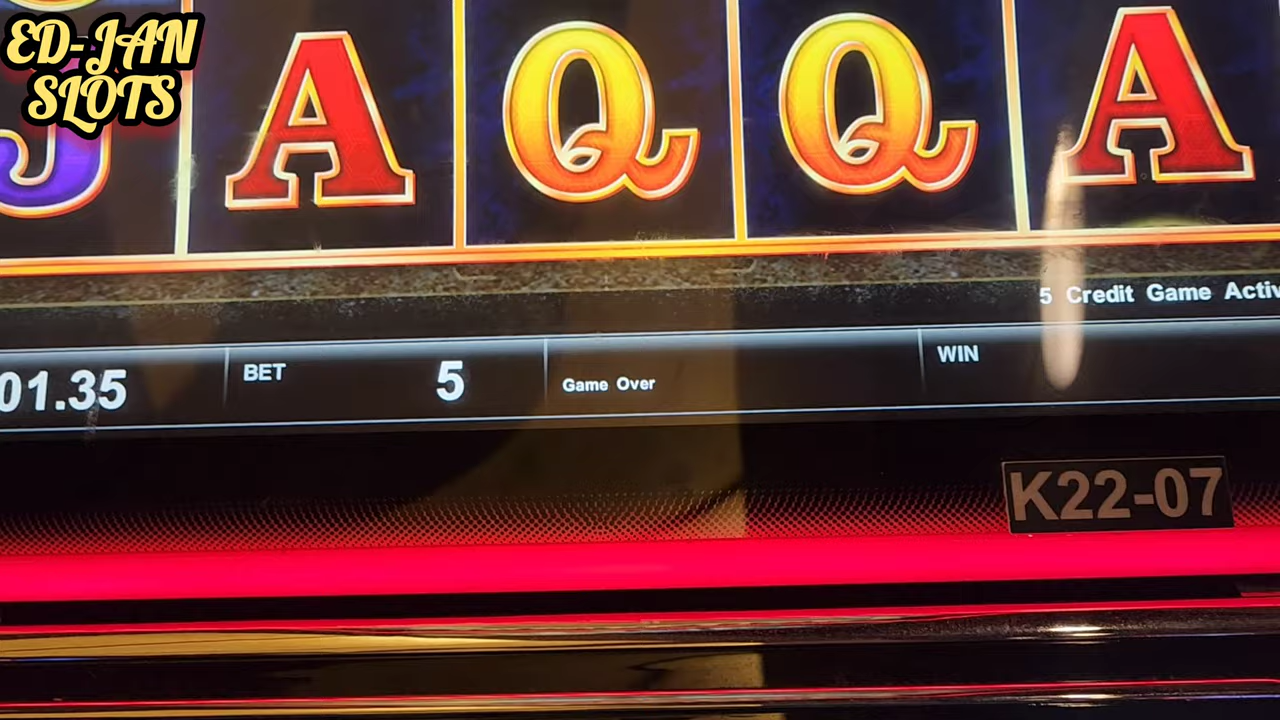 ED-JAN
SLOTS
J A Q Q A
5 Credit Game Activ
01.35 BET 5 Game Over WIN
K22-07